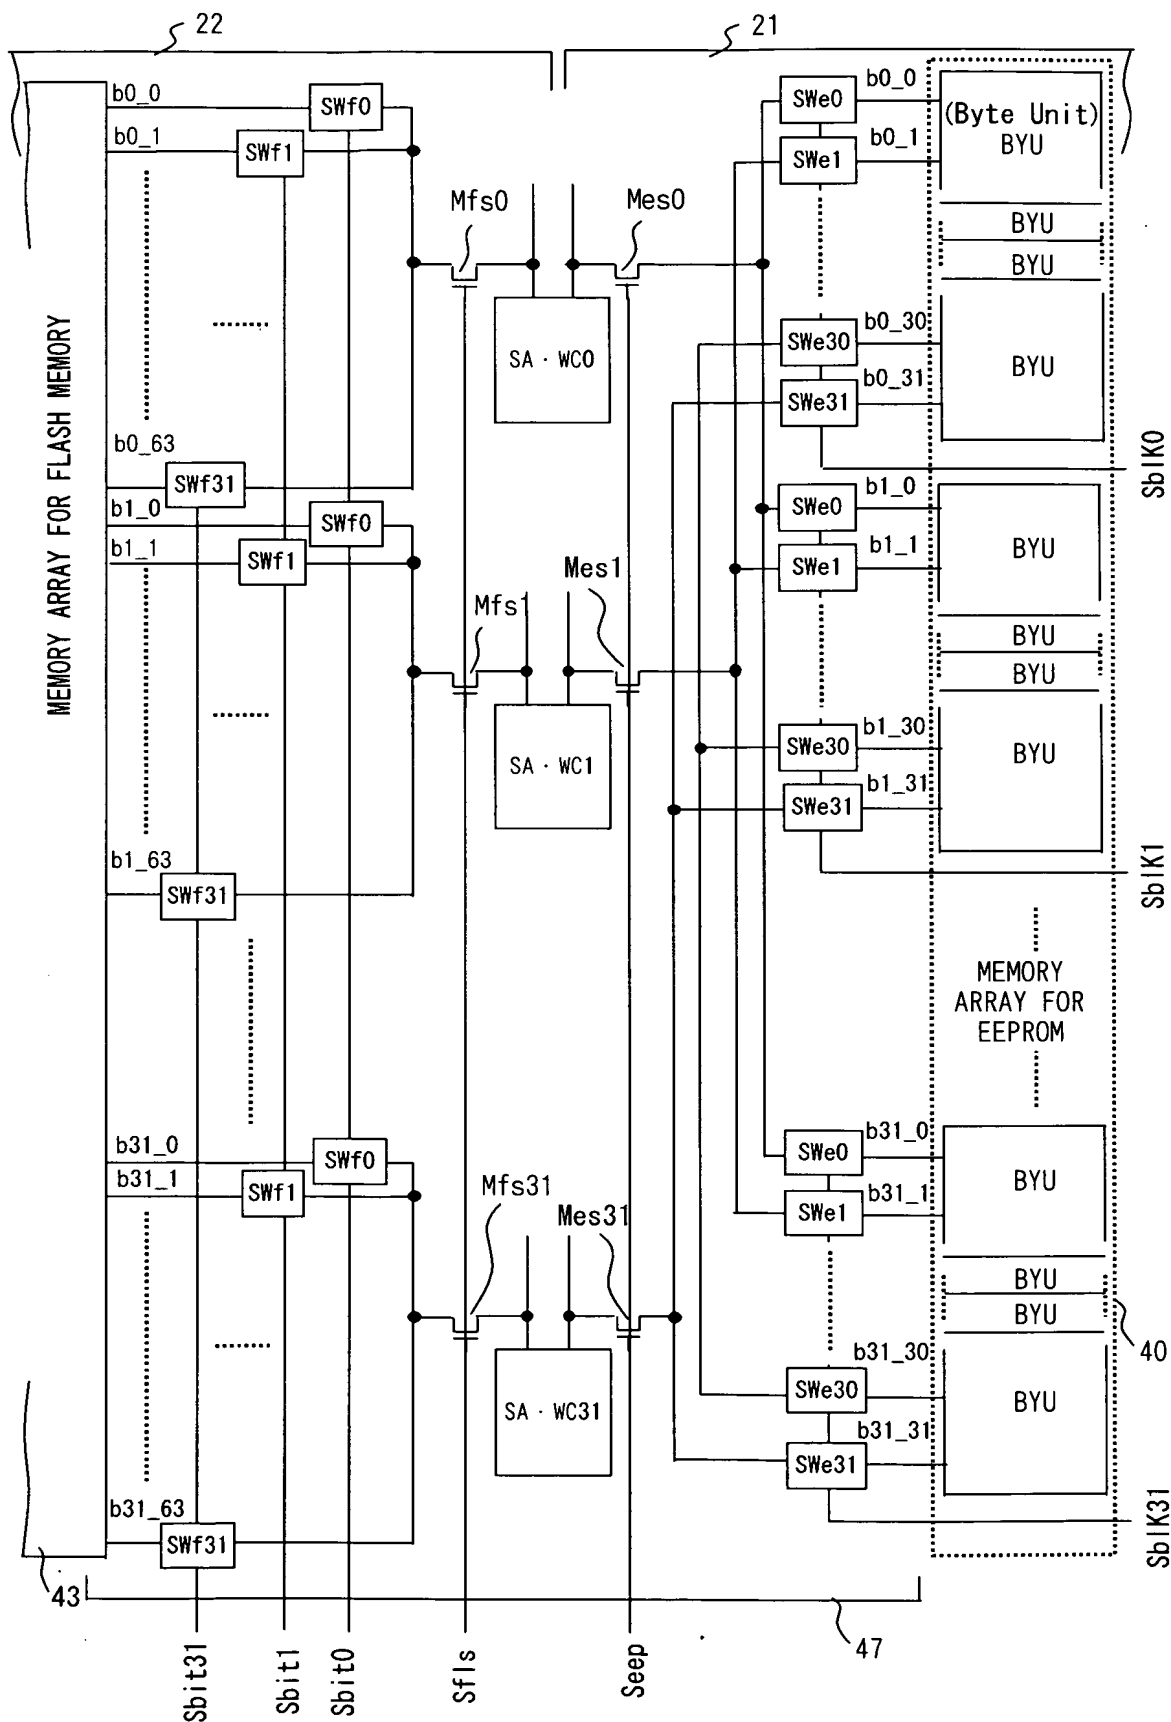 22
21
b0_0
SWf0
b0_1
SWf1
SWe0
b0_0
(Byte Unit)
BYU
SWe1
b0_1
Mfs0
Mes0
BYU
BYU
MEMORY ARRAY FOR FLASH MEMORY
SA · WC0
SWe30
b0_30
BYU
SWe31
b0_31
b0_63
SWf31
SblK0
b1_0
SWf0
SWe0
b1_0
b1_1
SWf1
SWe1
b1_1
BYU
Mfs1
Mes1
BYU
BYU
SA · WC1
SWe30
b1_30
BYU
SWe31
b1_31
b1_63
SWf31
SblK1
MEMORY
ARRAY FOR
EEPROM
b31_0
SWf0
SWe0
b31_0
b31_1
SWf1
SWe1
b31_1
BYU
Mfs31
Mes31
BYU
BYU
40
SA · WC31
SWe30
b31_30
BYU
SWe31
b31_31
b31_63
SWf31
SblK31
43
47
Sbit31
Sbit1
Sbit0
Sfls
Seep